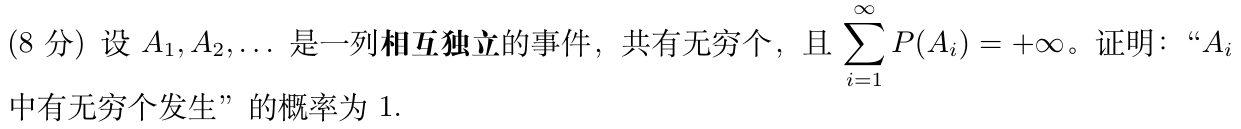 (8 分) 设 $A_1, A_2, \ldots$ 是一列相互独立的事件，共有无穷个，且 $\sum_{i=1}^{\infty} P(A_i) = +\infty$。证明：“$A_i$
中有无穷个发生”的概率为 1.